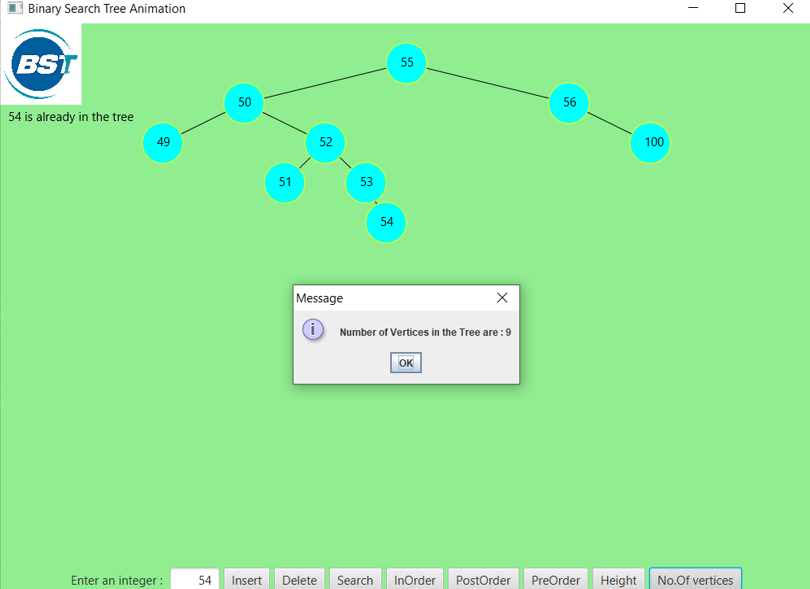 Binary Search Tree Animation
BST
54 is already in the tree
55
50
56
49
52
100
51
53
54
Message
i
Number of Vertices in the Tree are : 9
OK
Enter an integer : 54 Insert Delete Search InOrder PostOrder PreOrder Height No.Of vertices